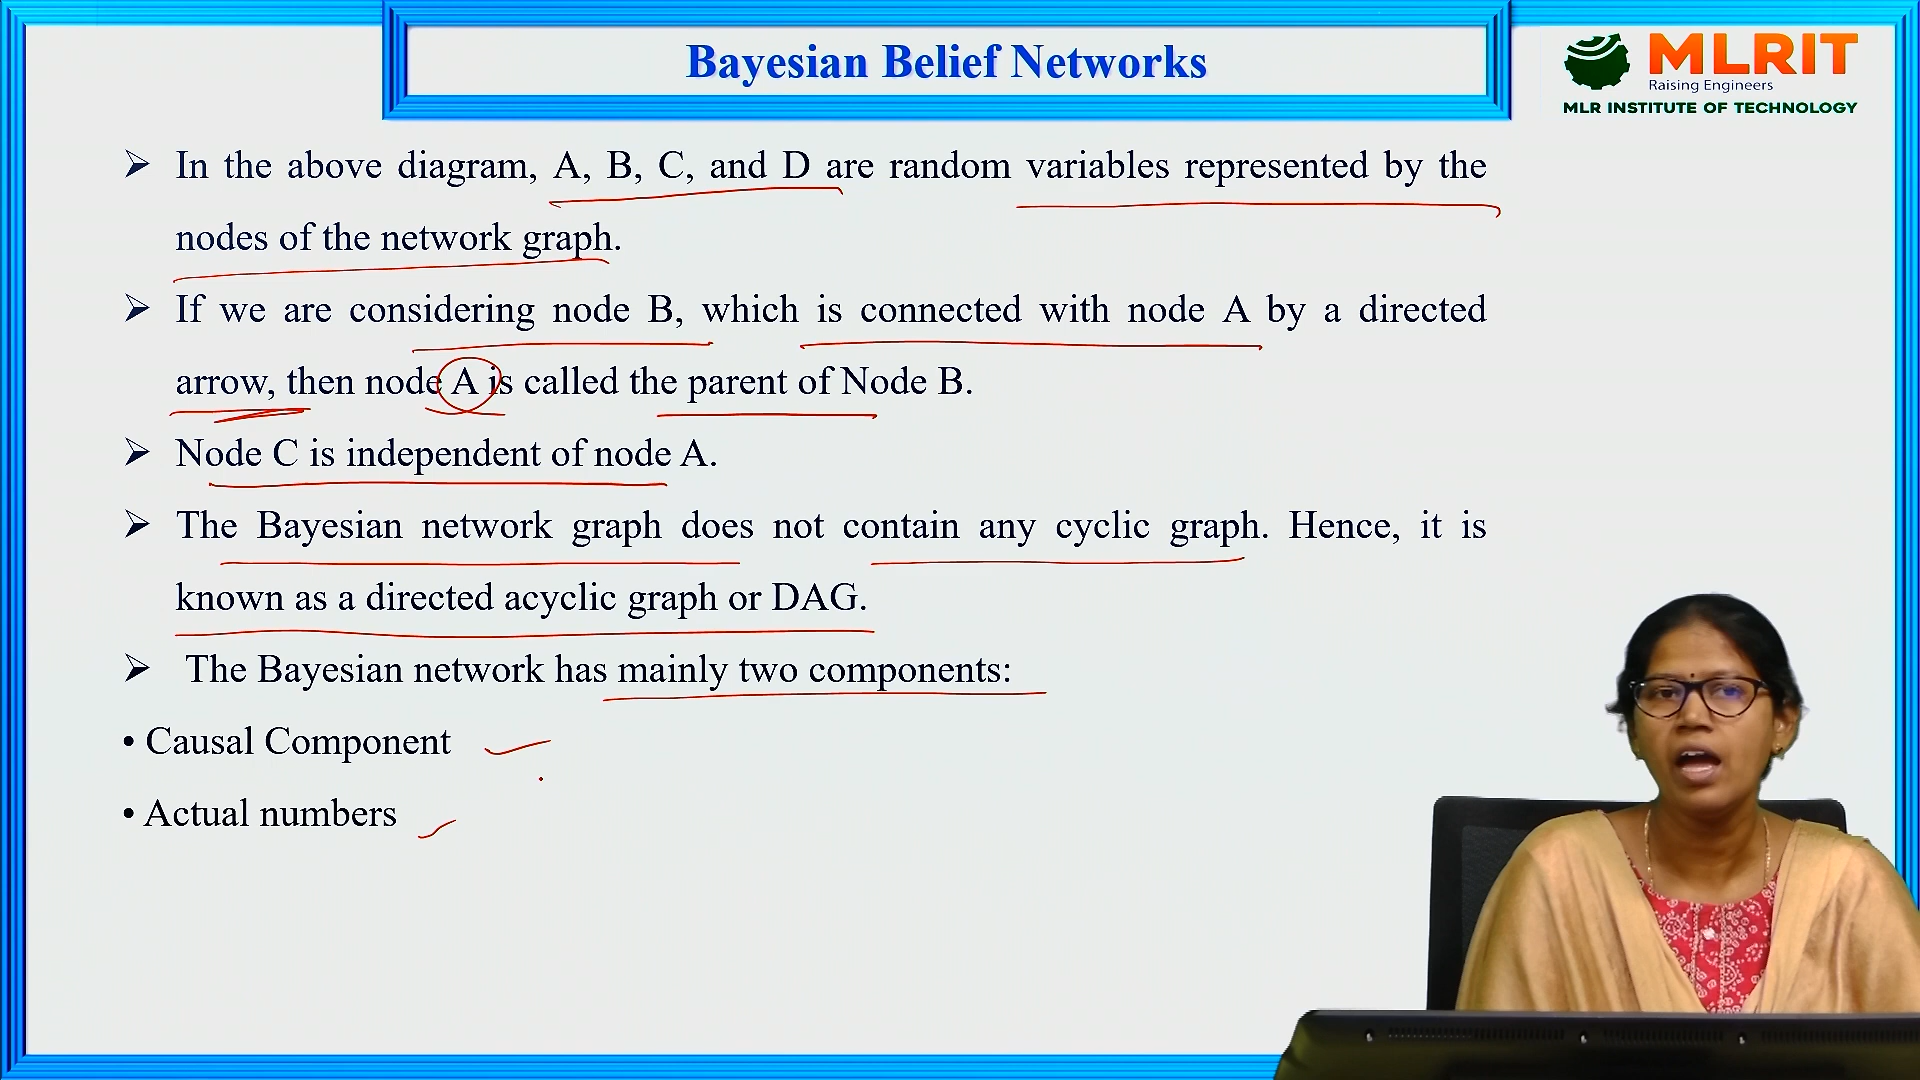 Bayesian Belief Networks
MLRIT
Raising Engineers
MLR INSTITUTE OF TECHNOLOGY
➢ In the above diagram, A, B, C, and D are random variables represented by the
nodes of the network graph.
➢ If we are considering node B, which is connected with node A by a directed
arrow, then node A is called the parent of Node B.
➢ Node C is independent of node A.
➢ The Bayesian network graph does not contain any cyclic graph. Hence, it is
known as a directed acyclic graph or DAG.
➢ The Bayesian network has mainly two components:
• Causal Component
• Actual numbers